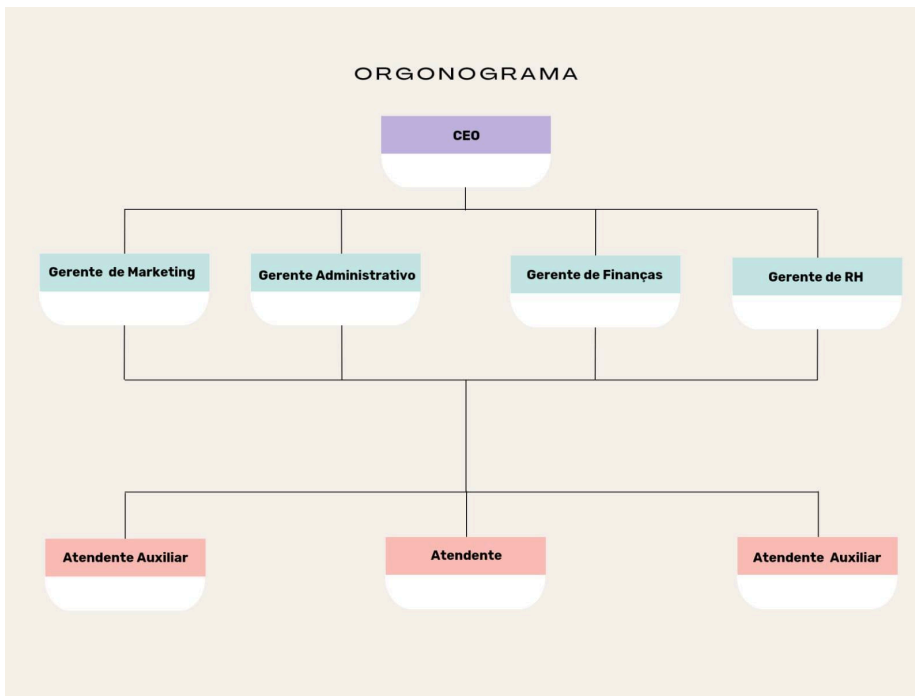 ORGONOGRAMA
CEO
Gerente de Marketing
Gerente Administrativo
Gerente de Finanças
Gerente de RH
Atendente Auxiliar
Atendente
Atendente Auxiliar